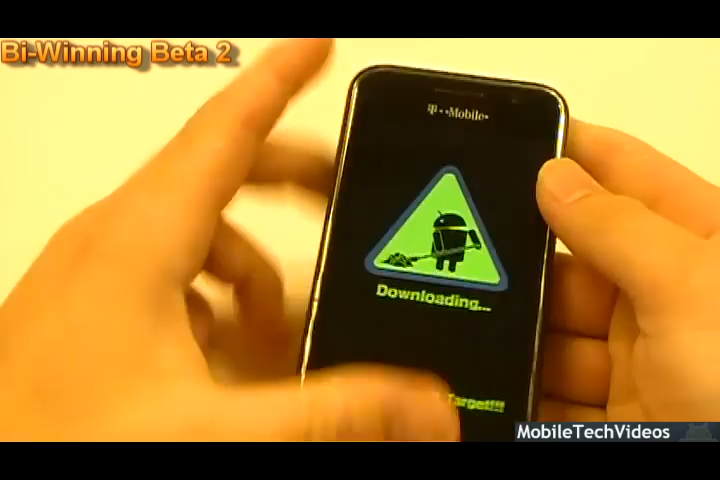 Bi-Winning Beta 2
T··Mobile·
Downloading...
Target!!!
MobileTechVideos